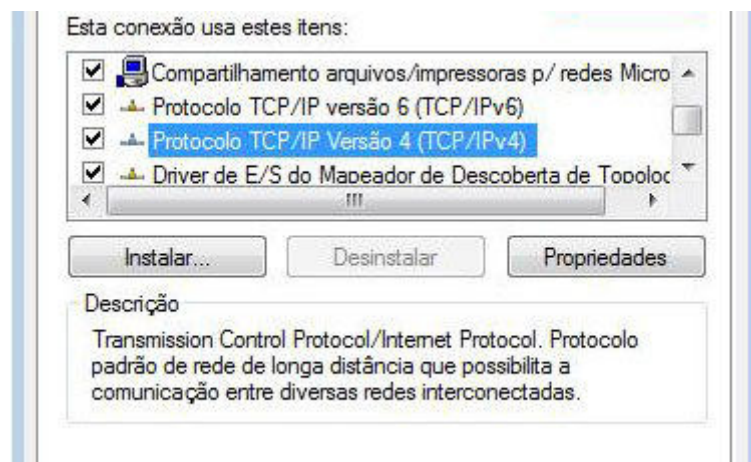 Esta conexão usa estes itens:
Compartilhamento arquivos/impressoras p/ redes Micro
Protocolo TCP/IP versão 6 (TCP/IPv6)
Protocolo TCP/IP Versão 4 (TCP/IPv4)
Driver de E/S do Mapeador de Descoberta de Topoloc
Instalar...
Desinstalar
Propriedades
Descrição
Transmission Control Protocol/Internet Protocol. Protocolo
padrão de rede de longa distância que possibilita a
comunicação entre diversas redes interconectadas.